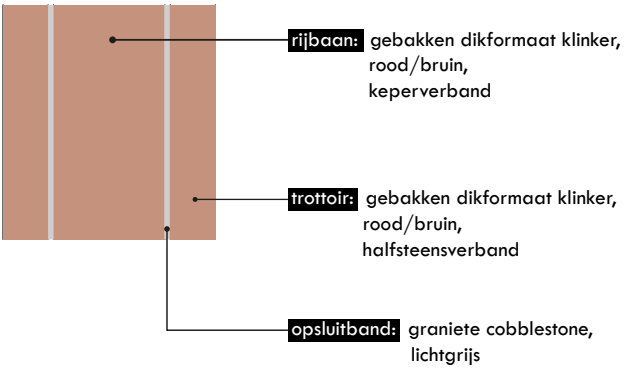 rijbaan: gebakken dikformaat klinker,
rood/bruin,
keperverband
trottoir: gebakken dikformaat klinker,
rood/bruin,
halfsteensverband
opsluitband: graniete cobblestone,
lichtgrijs